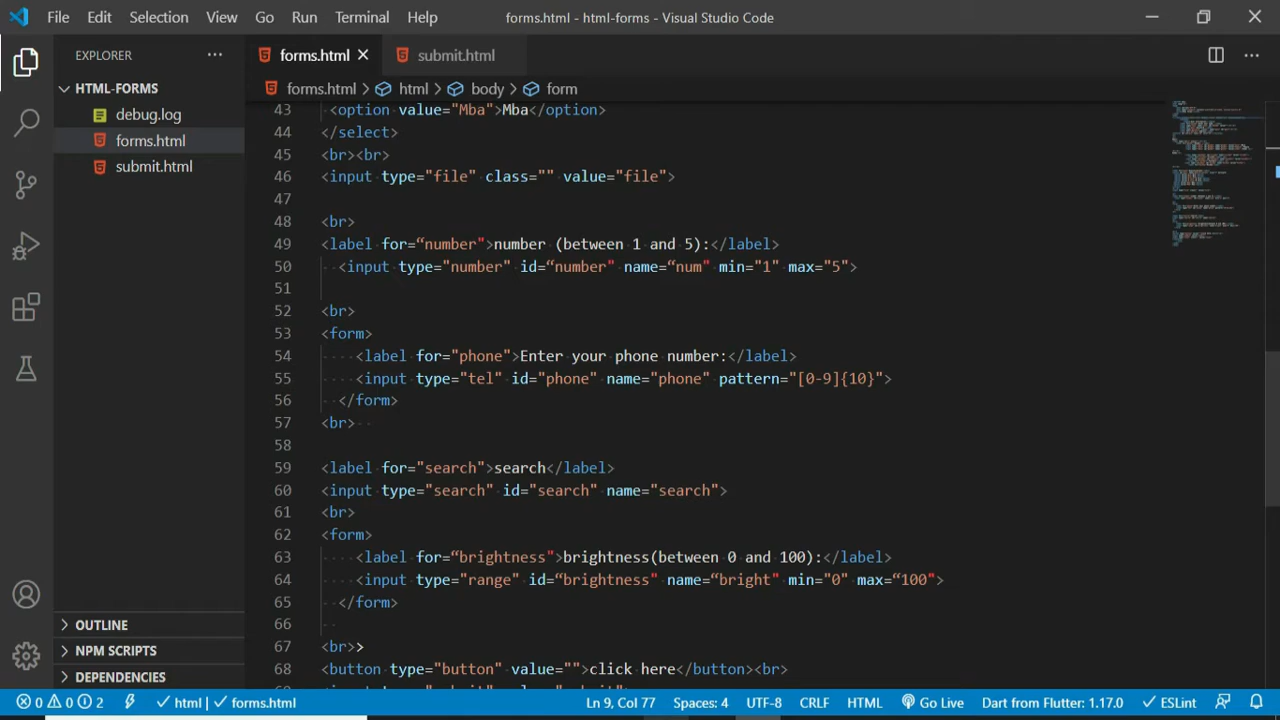 File Edit Selection View Go Run Terminal Help forms.html - html-forms - Visual Studio Code
EXPLORER ··· forms.html submit.html ···
HTML-FORMS
forms.html > html > body > form
debug.log
forms.html
submit.html
43 <option value="Mba">Mba</option>
44 </select>
45 <br><br>
46 <input type="file" class="" value="file">
47
48 <br>
49 <label for=“number">number (between 1 and 5):</label>
50 <input type="number" id=“number" name=“num" min="1" max="5">
51
52 <br>
53 <form>
54 <label for="phone">Enter your phone number:</label>
55 <input type="tel" id="phone" name="phone" pattern="[0-9]{10}">
56 </form>
57 <br>
58
59 <label for="search">search</label>
60 <input type="search" id="search" name="search">
61 <br>
62 <form>
63 <label for=“brightness">brightness(between 0 and 100):</label>
64 <input type="range" id=“brightness" name=“bright" min="0" max=“100">
65 </form>
66
67 <br>>
68 <button type="button" value="">click here</button><br>
OUTLINE
NPM SCRIPTS
DEPENDENCIES
0 0 2 html | forms.html Ln 9, Col 77 Spaces: 4 UTF-8 CRLF HTML Go Live Dart from Flutter: 1.17.0 ESLint